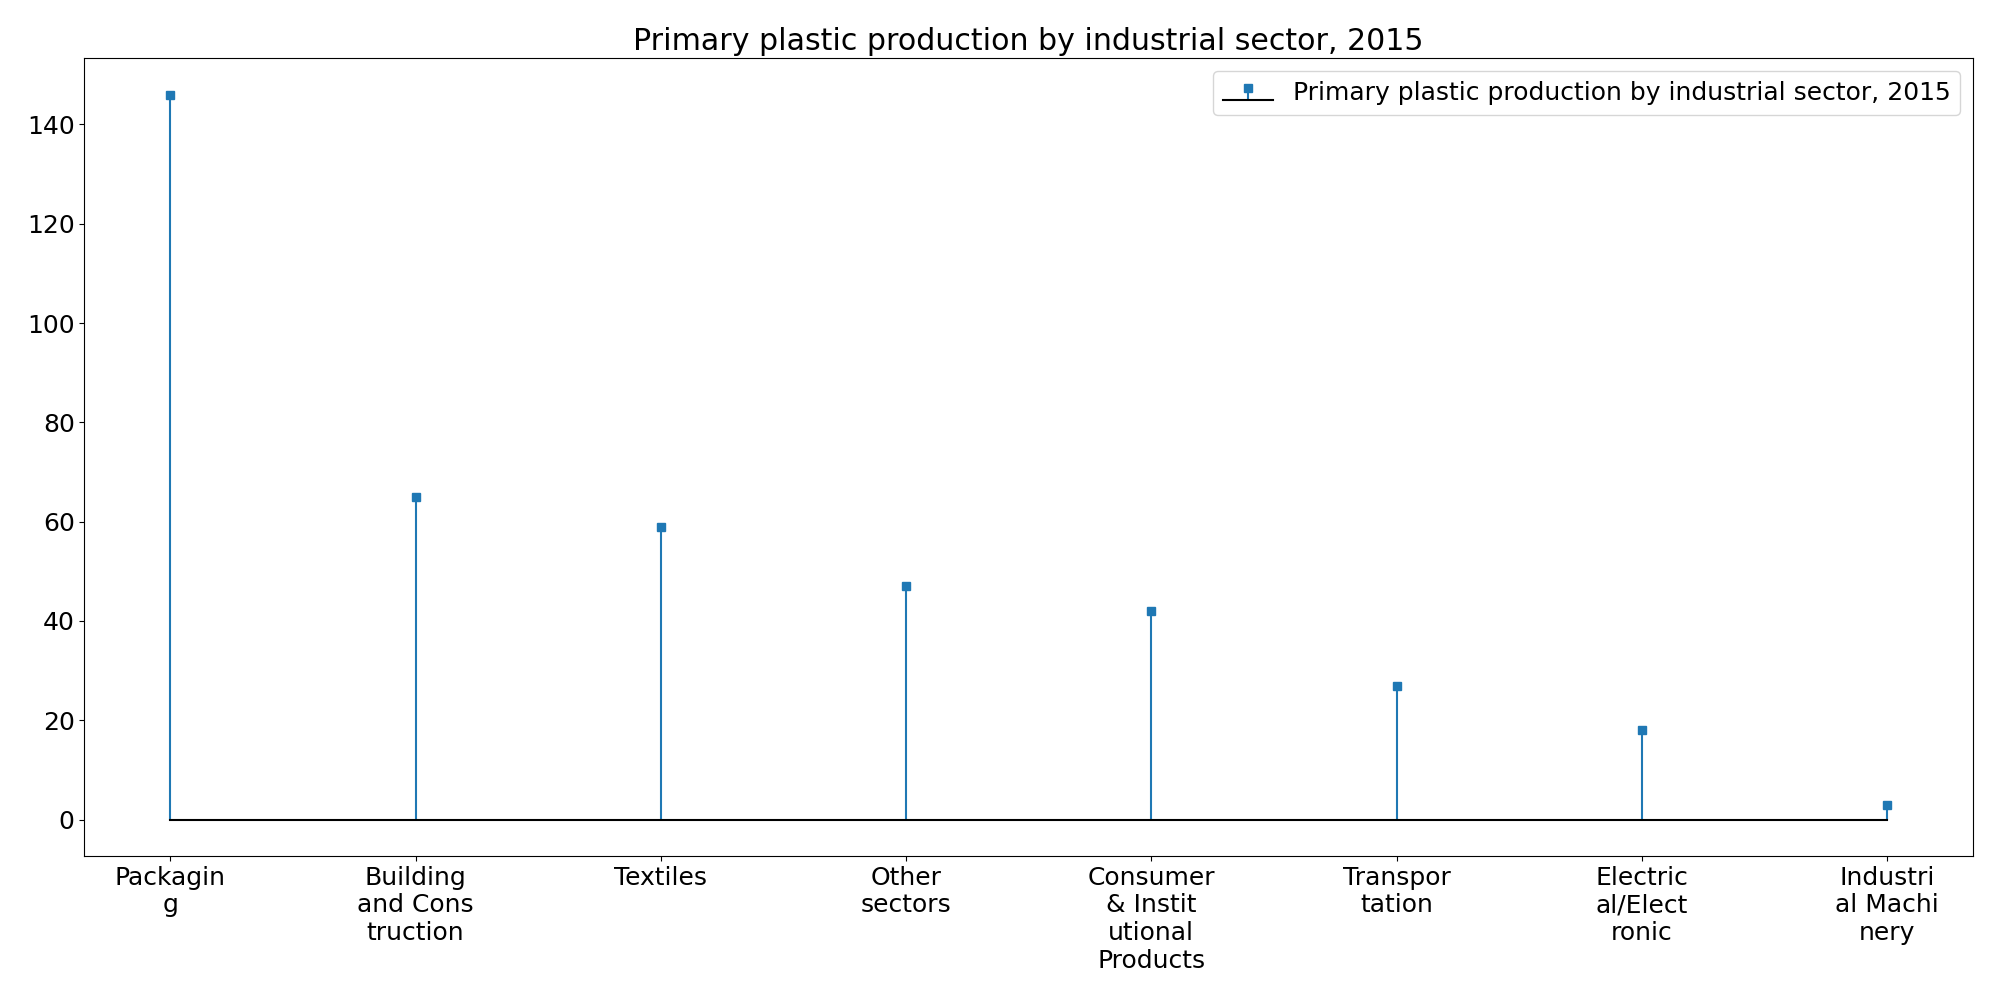 Primary plastic production by industrial sector, 2015
Primary plastic production by industrial sector, 2015
140
120
100
80
60
40
20
0
Packagin
g
Building
and Cons
truction
Textiles
Other
sectors
Consumer
& Instit
utional
Products
Transpor
tation
Electric
al/Elect
ronic
Industri
al Machi
nery